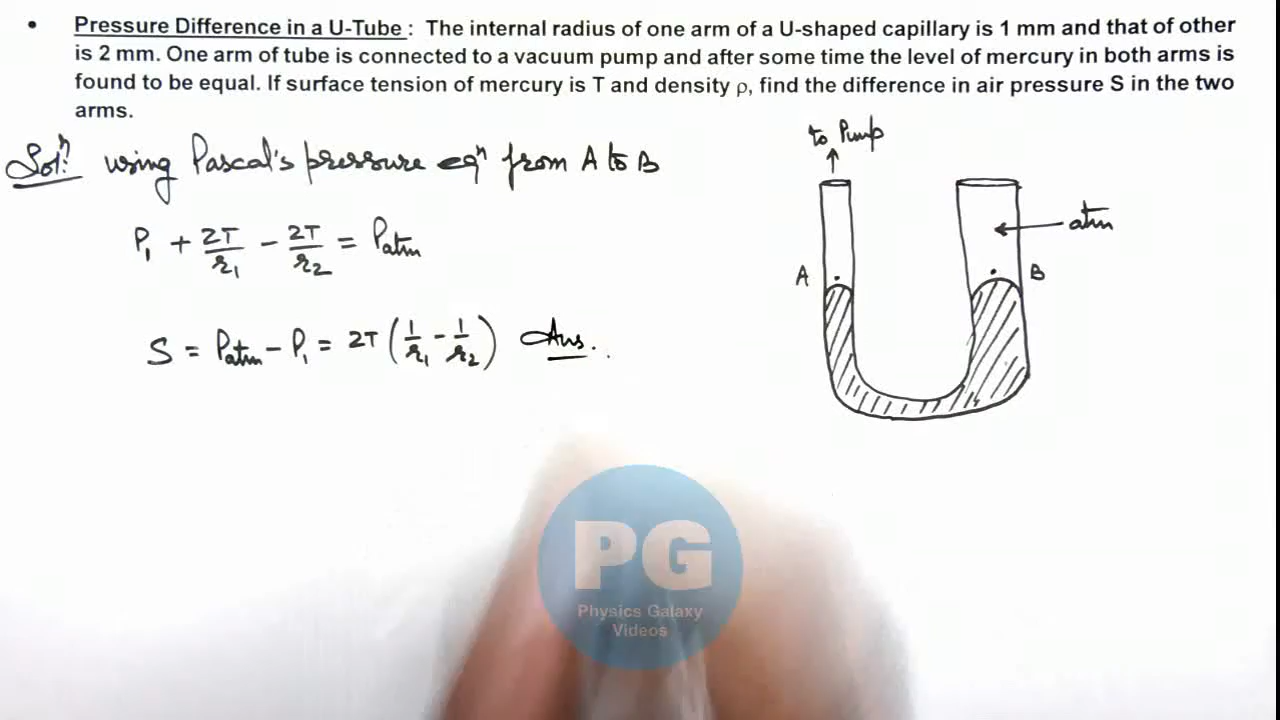 • Pressure Difference in a U-Tube : The internal radius of one arm of a U-shaped capillary is 1 mm and that of other
is 2 mm. One arm of tube is connected to a vacuum pump and after some time the level of mercury in both arms is
found to be equal. If surface tension of mercury is T and density ρ, find the difference in air pressure S in the two
arms.
Solⁿ: using Pascal's pressure eqⁿ from A to B
P₁ + 2T/r₁ − 2T/r₂ = Patm
S = Patm − P₁ = 2T (1/r₁ − 1/r₂) Ans.
to Pump
atm
A
B
PG
Physics Galaxy
Videos